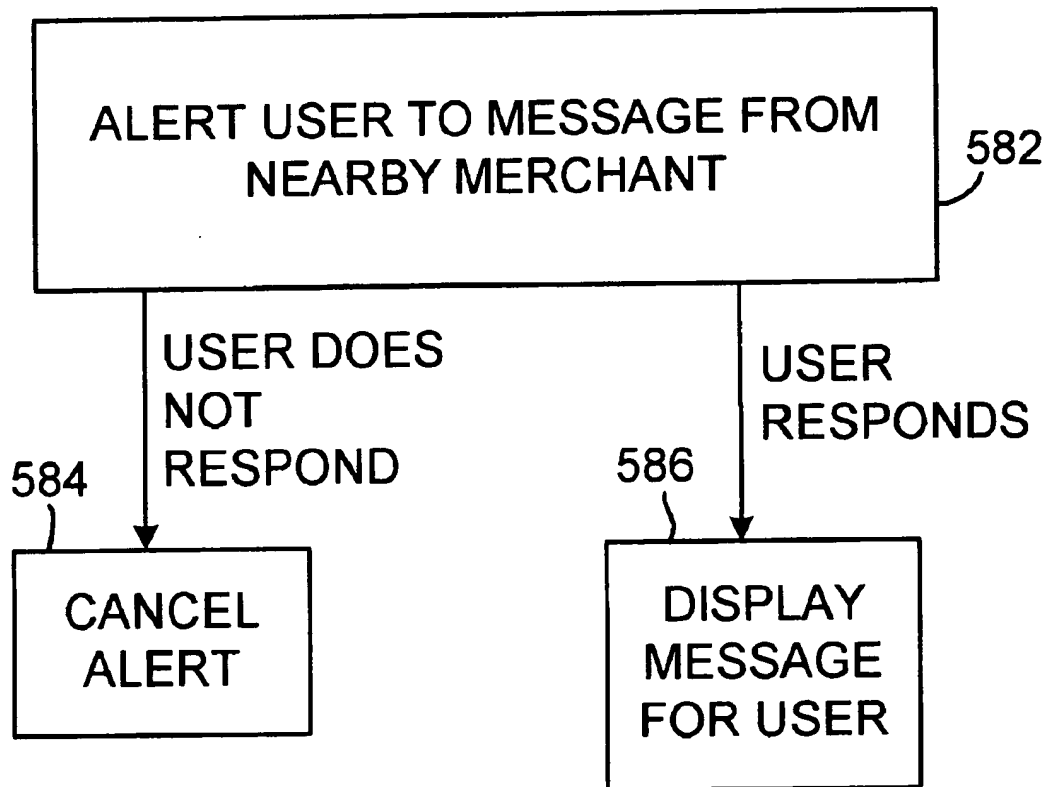 ALERT USER TO MESSAGE FROM
NEARBY MERCHANT
582
USER DOES
NOT
RESPOND
USER
RESPONDS
584
CANCEL
ALERT
586
DISPLAY
MESSAGE
FOR USER